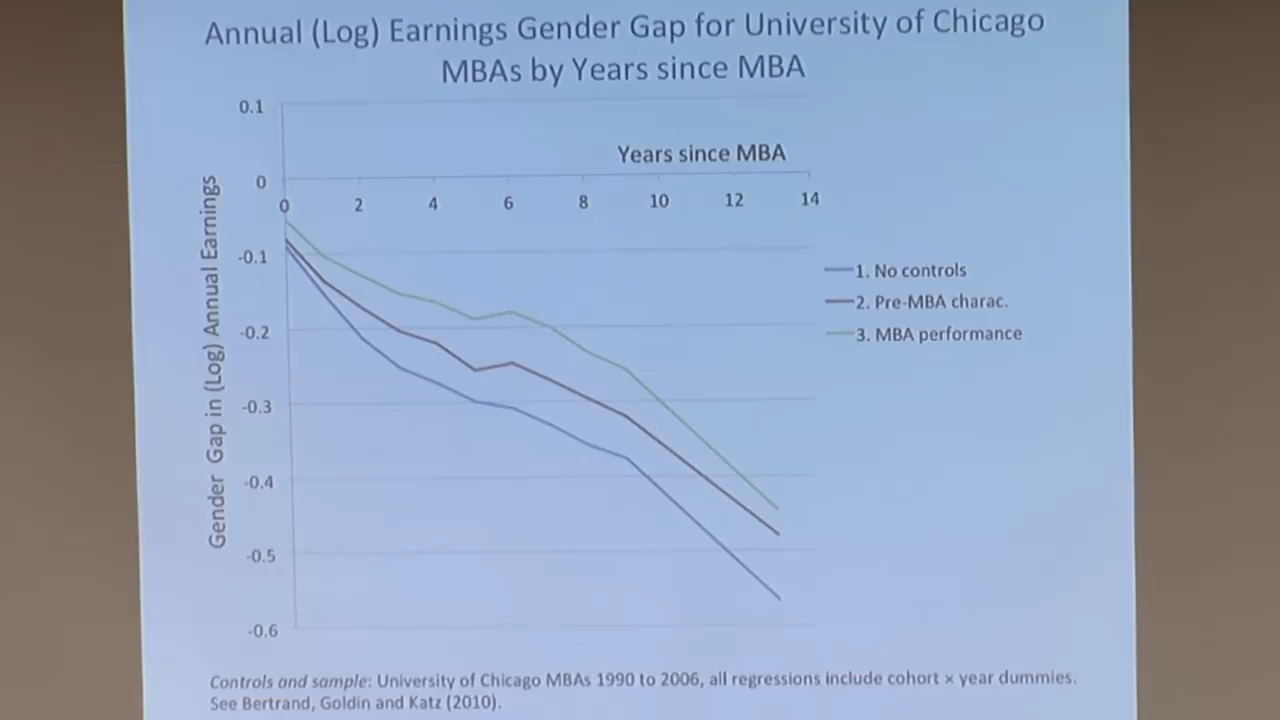 Annual (Log) Earnings Gender Gap for University of Chicago
MBAs by Years since MBA
0.1
Years since MBA
0
0 2 4 6 8 10 12 14
-0.1
-0.2
-0.3
-0.4
-0.5
-0.6
Gender Gap in (Log) Annual Earnings
1. No controls
2. Pre-MBA charac.
3. MBA performance
Controls and sample: University of Chicago MBAs 1990 to 2006, all regressions include cohort × year dummies.
See Bertrand, Goldin and Katz (2010).